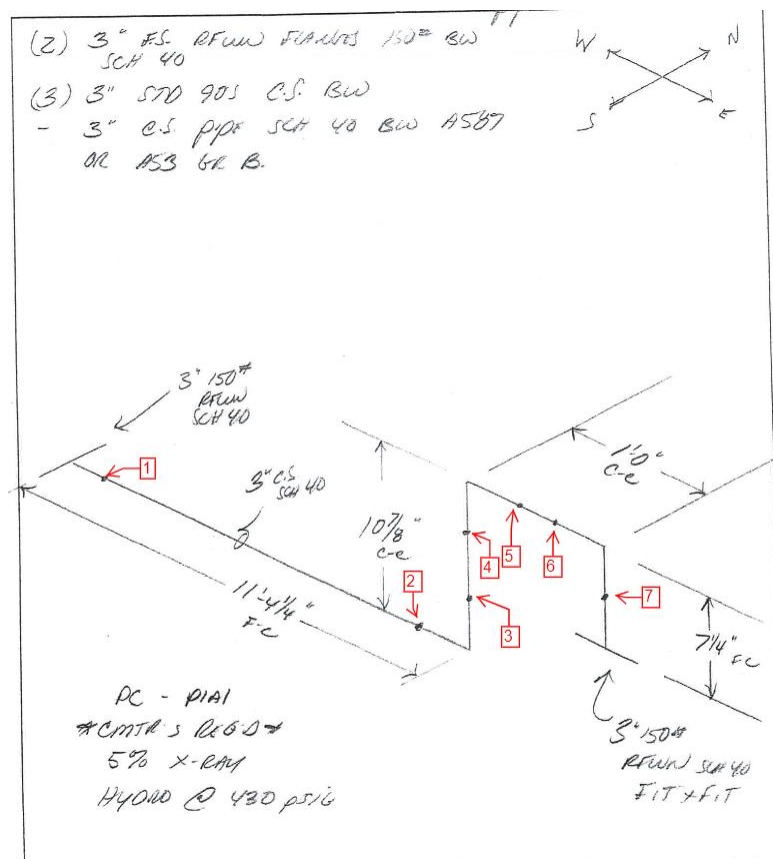 (2) 3" F.S. RFWN FLANGES 150# BW
SCH 40
(3) 3" STD 90S C.S. BW
- 3" C.S. PIPE SCH 40 BW A587
OR A53 GR B.
W
N
S
E
3" 150#
RFWN
SCH 40
1
3" C.S.
SCH 40
10 7/8"
C-C
1'-0"
C-C
2
3
4
5
6
7
11'-4 1/4"
F-C
7 1/4" FC
PC - P1A1
*CMTR'S REQ'D*
5% X-RAY
HYDRO @ 430 psig
3" 150#
RFWN SCH 40
FIT + FIT